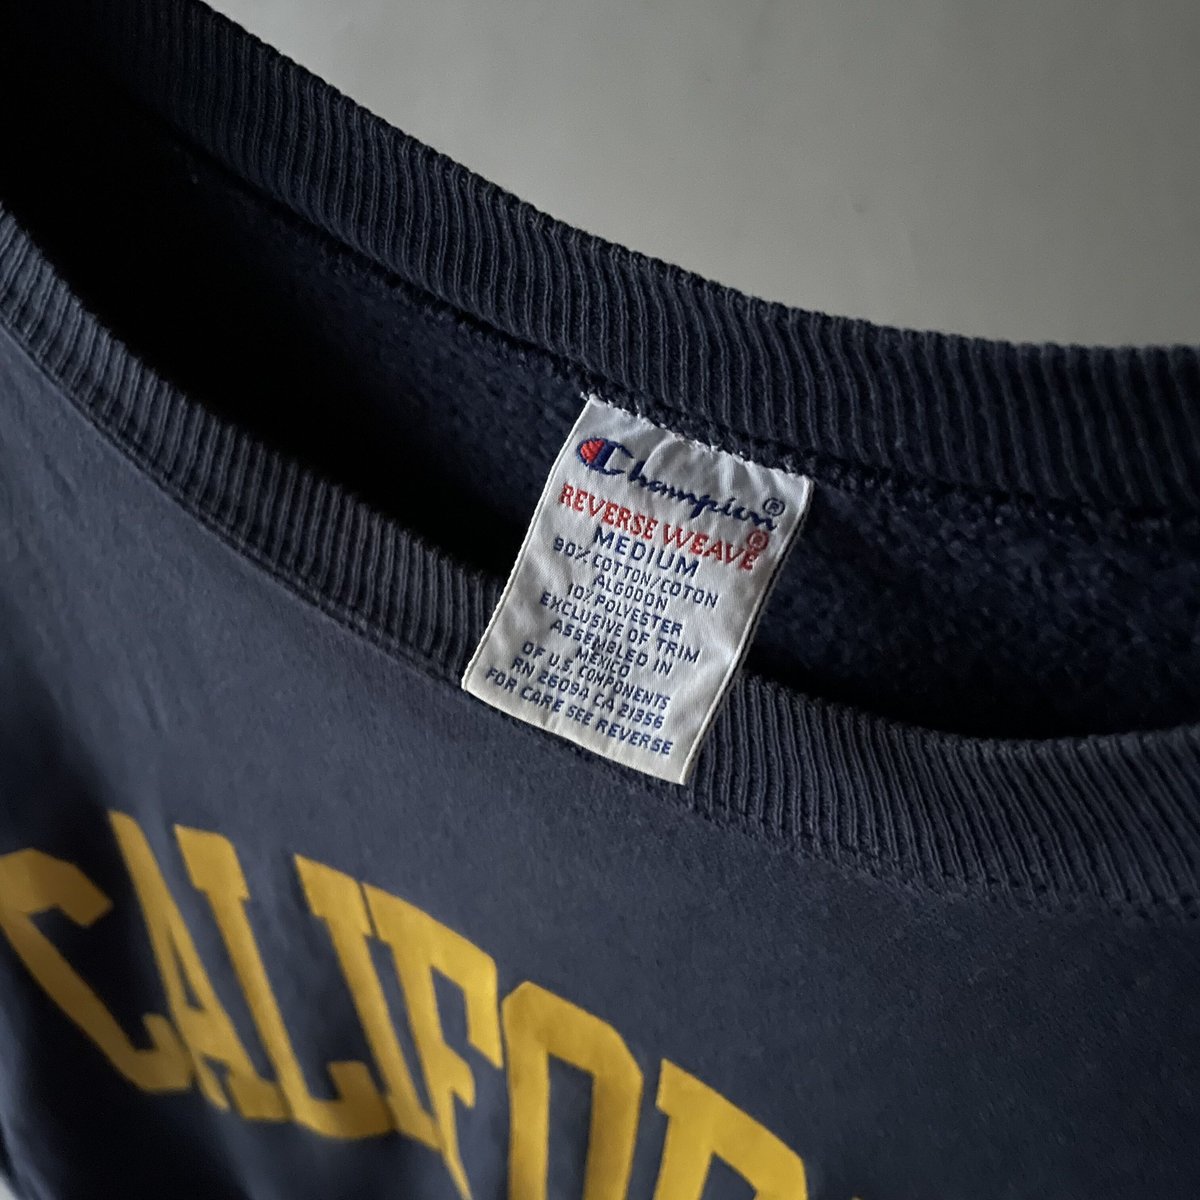 Champion®
REVERSE WEAVE®
MEDIUM
90% COTTON/COTON
ALGODON
10% POLYESTER
EXCLUSIVE OF TRIM
ASSEMBLED IN
MEXICO
OF U.S. COMPONENTS
RN 26094 CA 21356
FOR CARE SEE REVERSE
CALIFOR